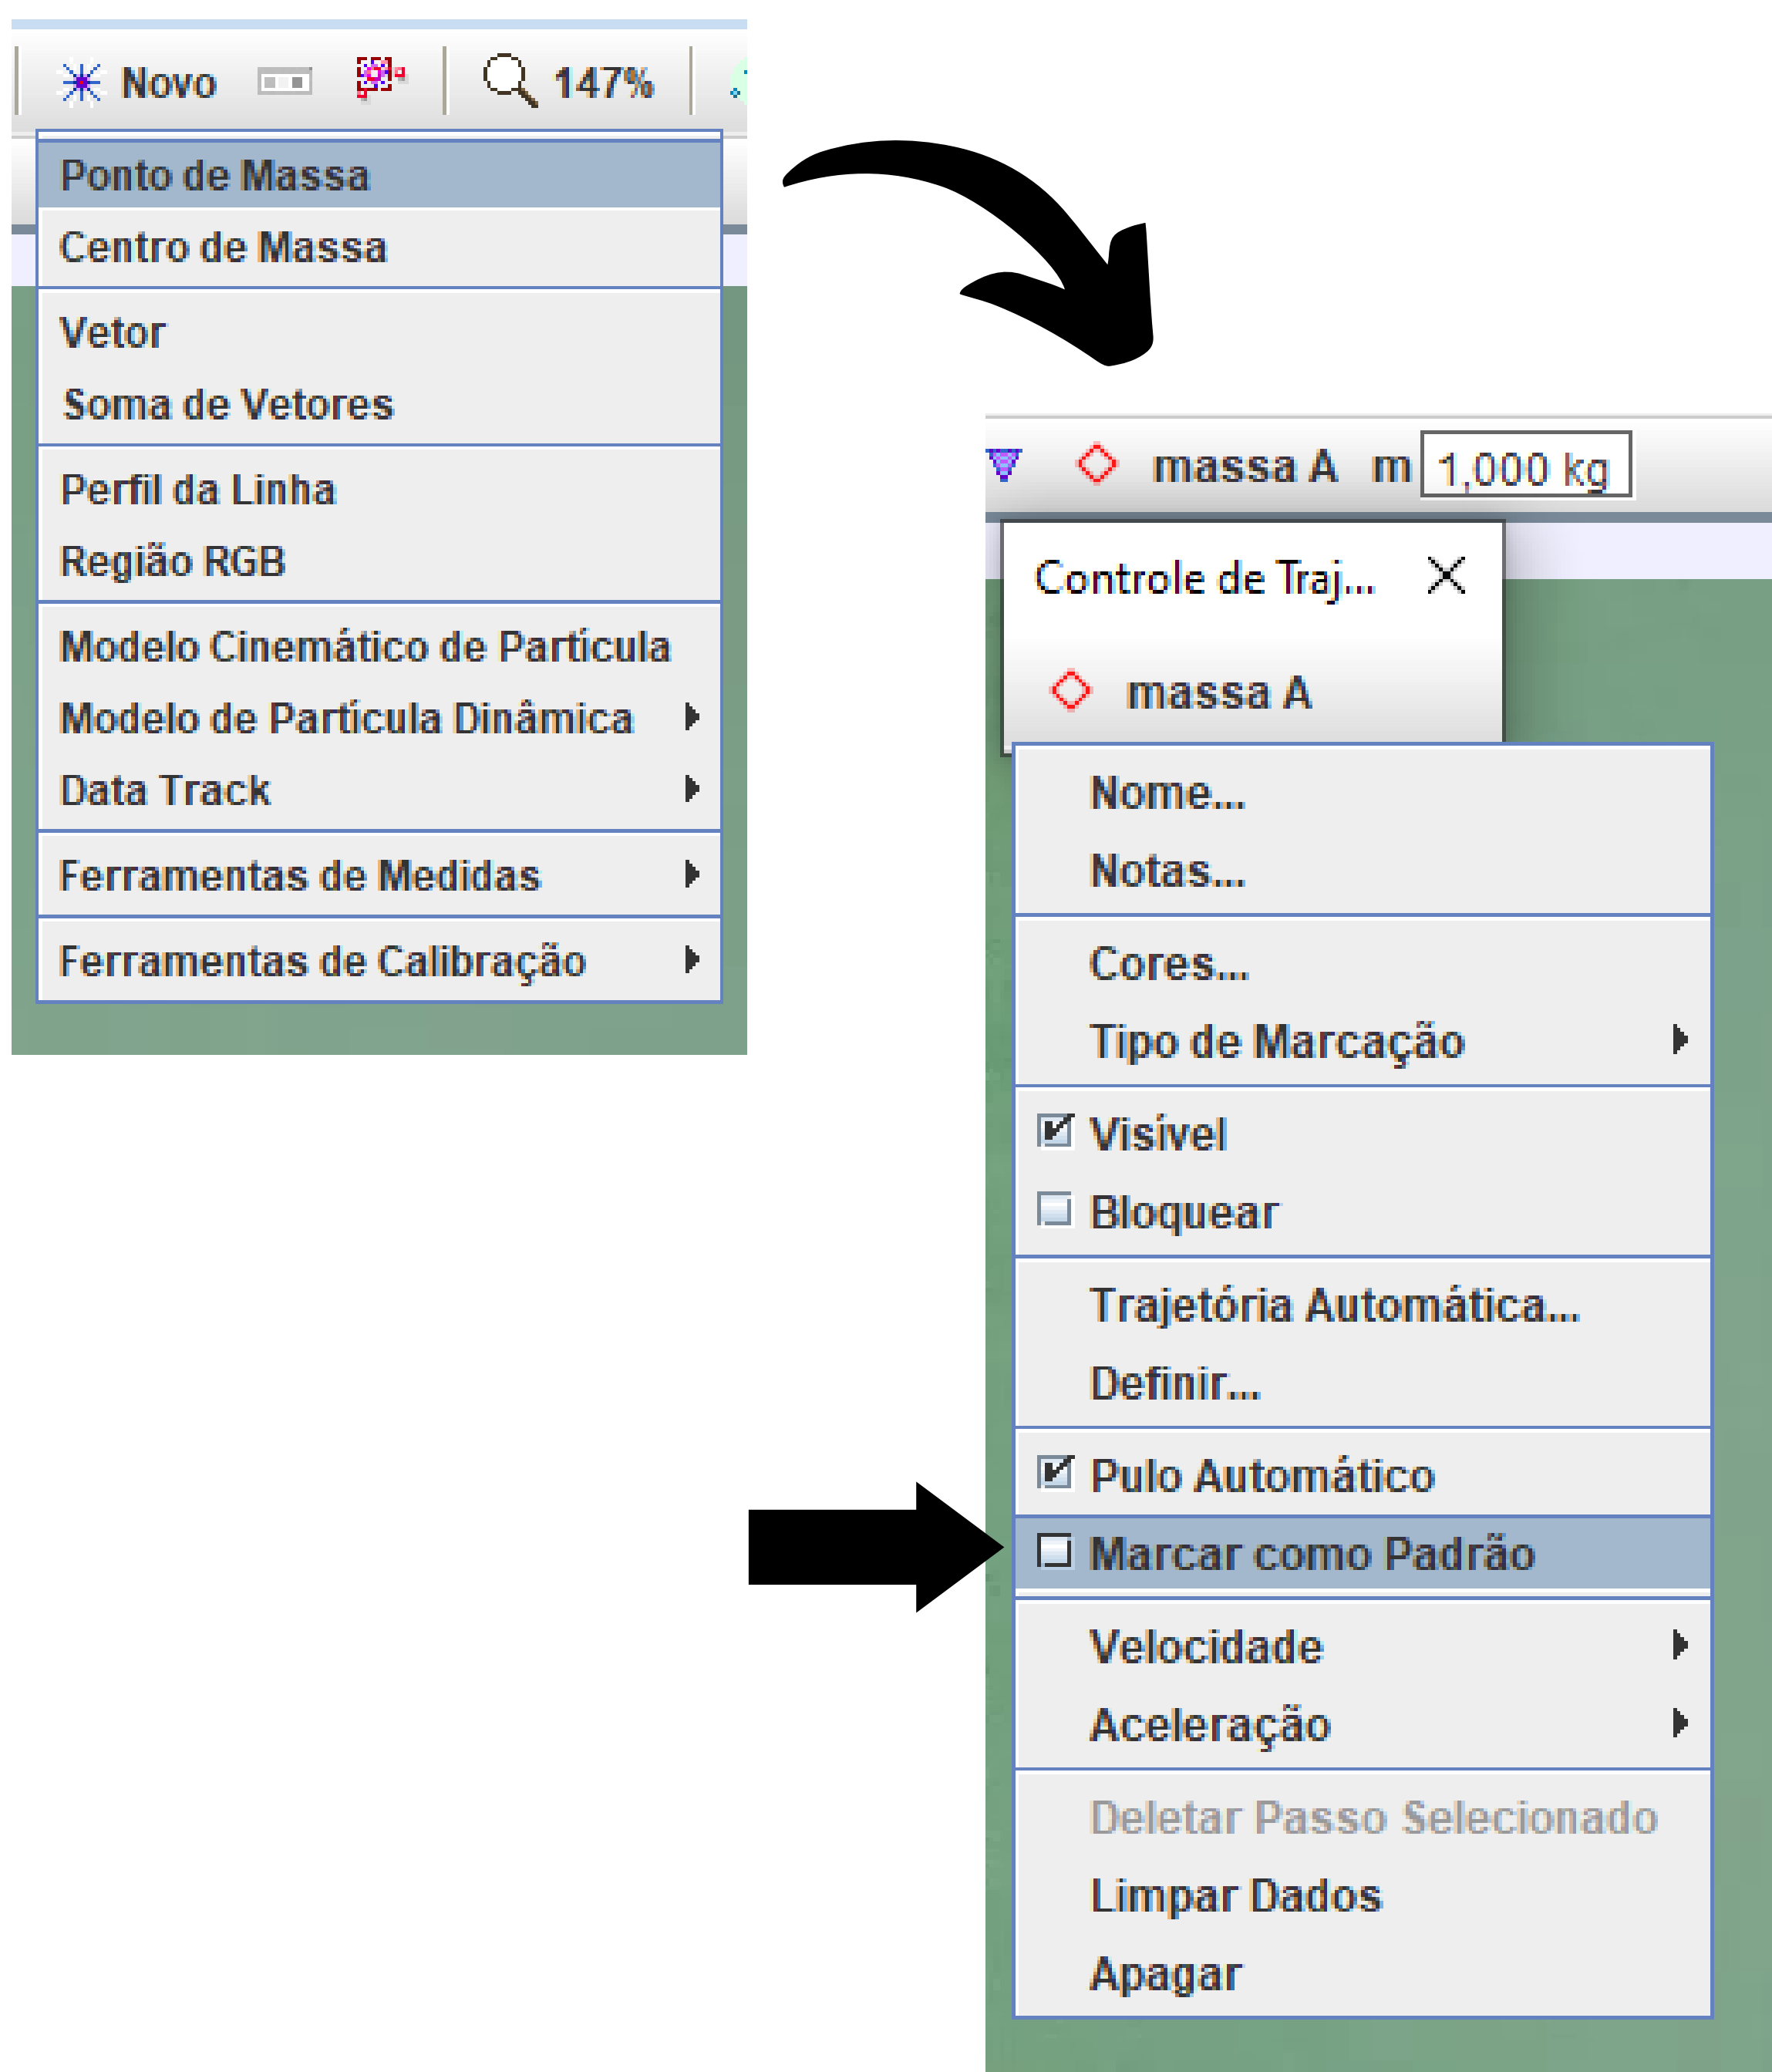 Novo 147%
Ponto de Massa
Centro de Massa
Vetor
Soma de Vetores
Perfil da Linha
Região RGB
Modelo Cinemático de Partícula
Modelo de Partícula Dinâmica
Data Track
Ferramentas de Medidas
Ferramentas de Calibração
massa A m 1,000 kg
Controle de Traj...
massa A
Nome...
Notas...
Cores...
Tipo de Marcação
Visível
Bloquear
Trajetória Automática...
Definir...
Pulo Automático
Marcar como Padrão
Velocidade
Aceleração
Deletar Passo Selecionado
Limpar Dados
Apagar